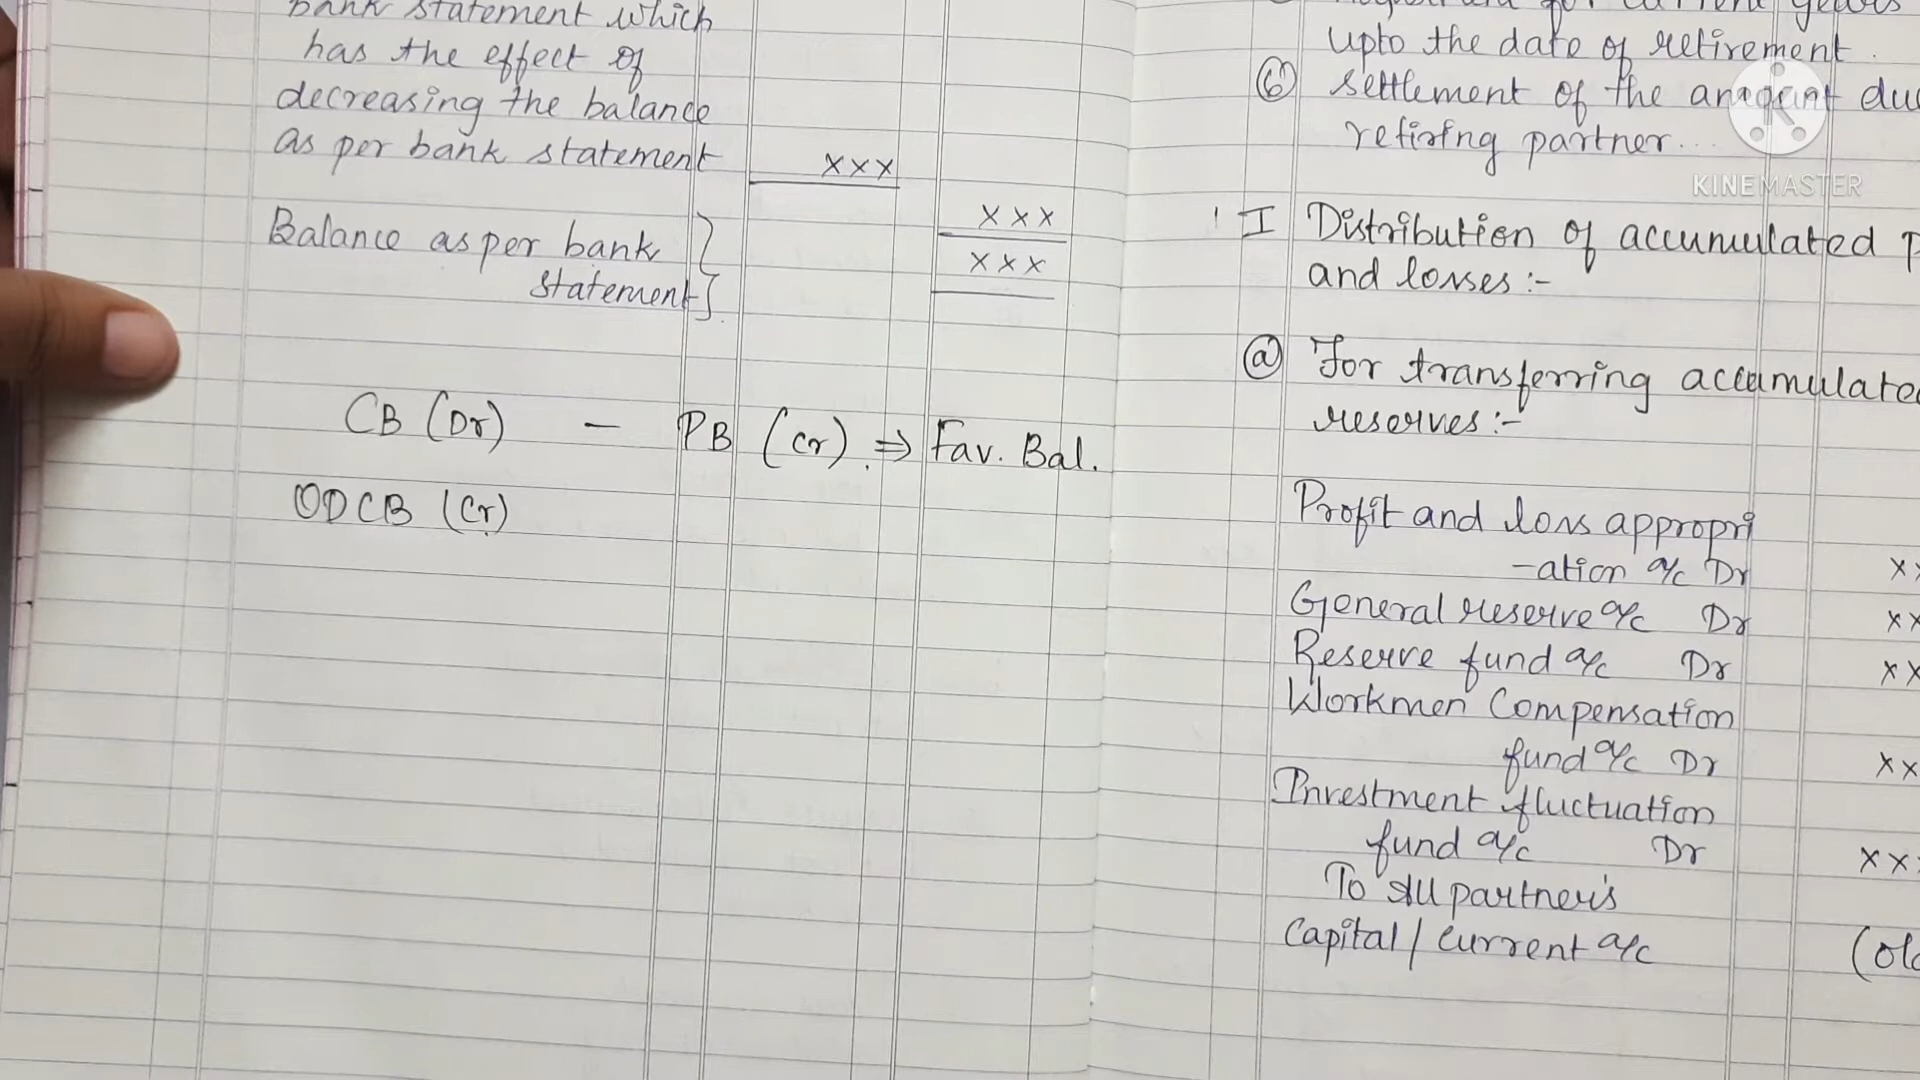 bank statement which
has the effect of
decreasing the balance
as per bank statement xxx
xxx
Balance as per bank xxx
statement
CB (Dr) - PB (Cr) ⇒ Fav. Bal.
ODCB (Cr)
for current years
upto the date of retirement.
⑥ settlement of the amount
retiring partner...
KINEMASTER
I Distribution of accumulated
and losses :-
ⓐ For transferring
reserves :-
Profit and loss appropri
-ation a/c Dr
General reserve a/c Dr
Reserve fund a/c Dr
Workmen Compensation
fund a/c Dr
Investment fluctuation
fund a/c Dr
To All partner's
Capital / Current a/c